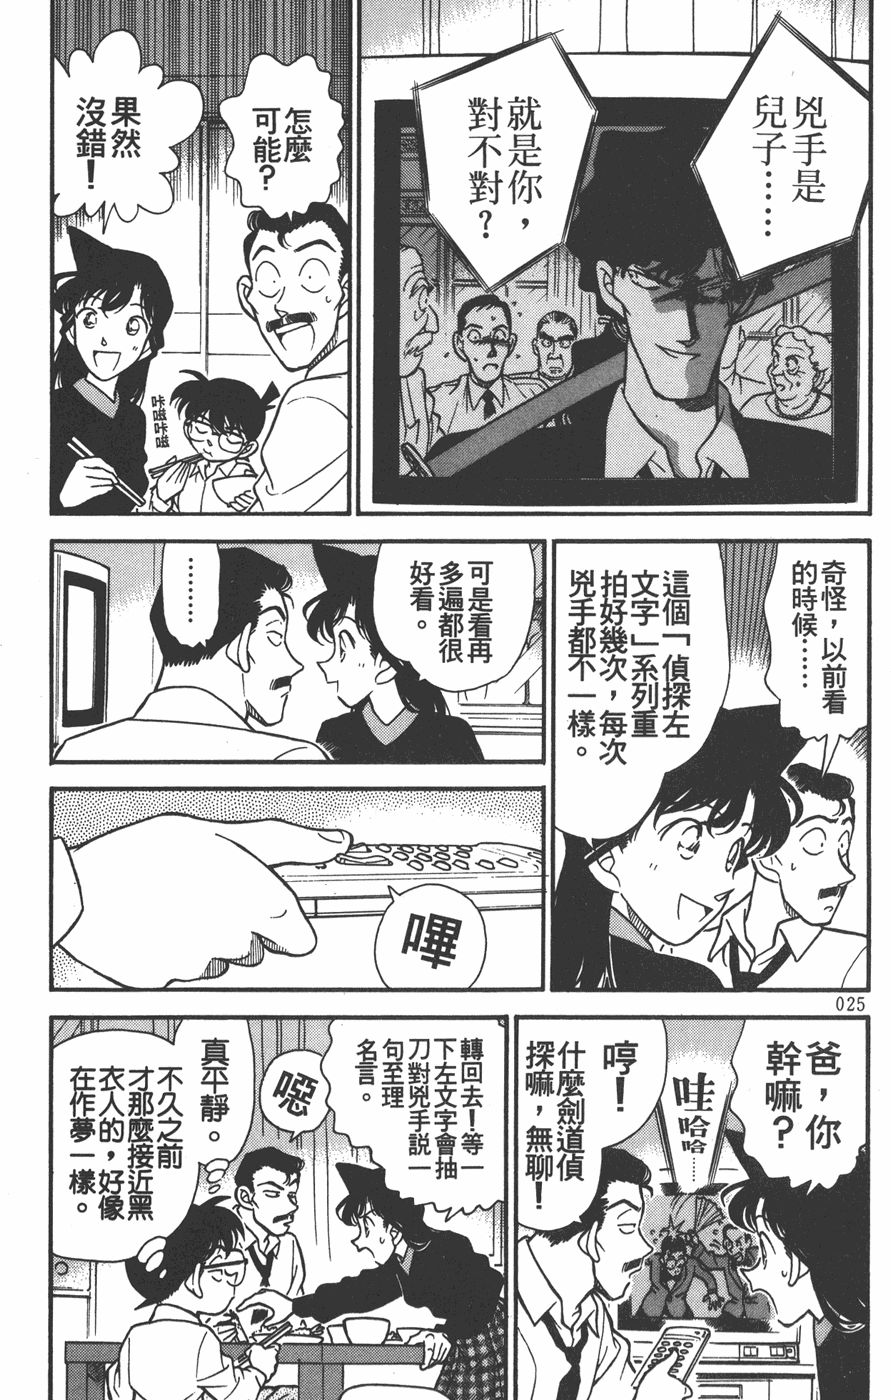 兇手是
兒子……
就是你，
對不對？
怎麼
可能？
果然
沒錯！
咔嗞咔嗞
奇怪，以前看
的時候……
這個「偵探左
文字」系列重
拍好幾次，每次
兇手都不一樣。
可是看再
多遍都很
好看。
………
嗶
025
爸，你
幹嘛？
哇哈哈……
哼！
什麼劍道偵
探嘛，無聊！
轉回去！等一
下左文字會抽
刀對兇手說一
句至理
名言。
噁
真平靜。
不久之前
才那麼接近黑
衣人的，好像
在作夢一樣。